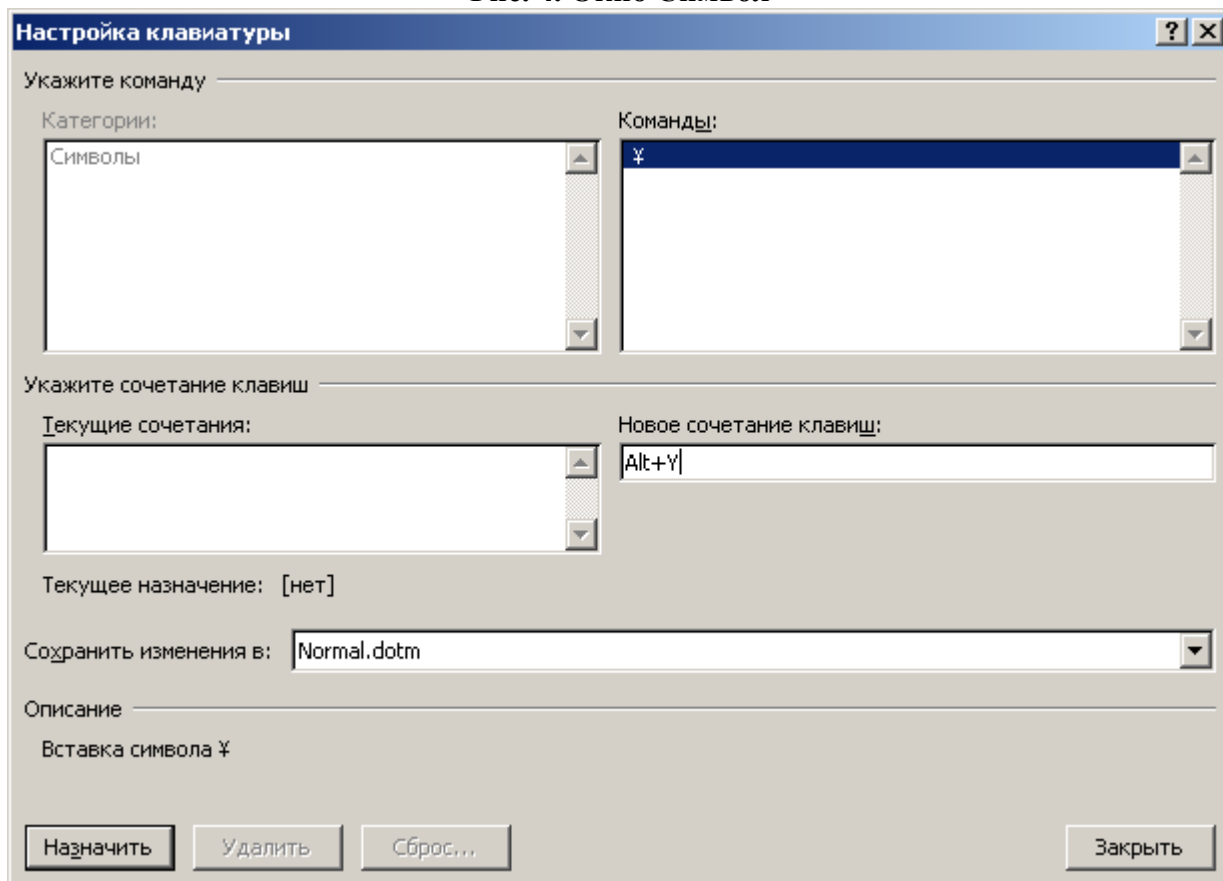 Настройка клавиатуры
Укажите команду
Категории:
Команды:
Символы
¥
Укажите сочетание клавиш
Текущие сочетания:
Новое сочетание клавиш:
Alt+Y
Текущее назначение: [нет]
Сохранить изменения в: Normal.dotm
Описание
Вставка символа ¥
Назначить Удалить Сброс... Закрыть